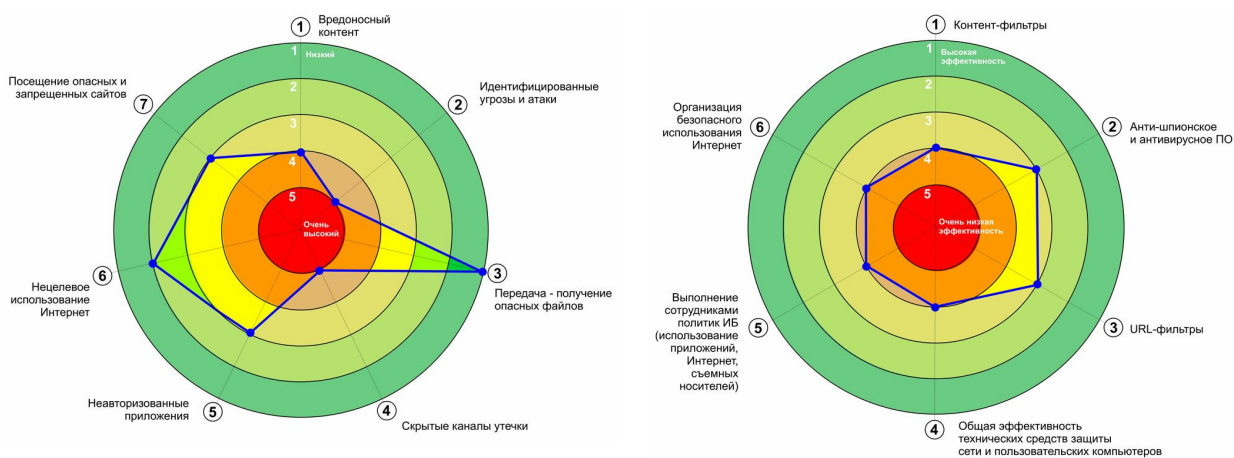 1
Вредоносный
контент
1
Низкий
2
3
4
5
Очень
высокий
2
Идентифицированные
угрозы и атаки
3
Передача - получение
опасных файлов
4
Скрытые каналы утечки
5
Неавторизованные
приложения
6
Нецелевое
использование
Интернет
7
Посещение опасных и
запрещенных сайтов
1
Контент-фильтры
1
Высокая
эффективность
2
3
4
5
Очень низкая
эффективность
2
Анти-шпионское
и антивирусное ПО
3
URL-фильтры
4
Общая эффективность
технических средств защиты
сети и пользовательских компьютеров
5
Выполнение
сотрудниками
политик ИБ
(использование
приложений,
Интернет,
съемных
носителей)
6
Организация
безопасного
использования
Интернет